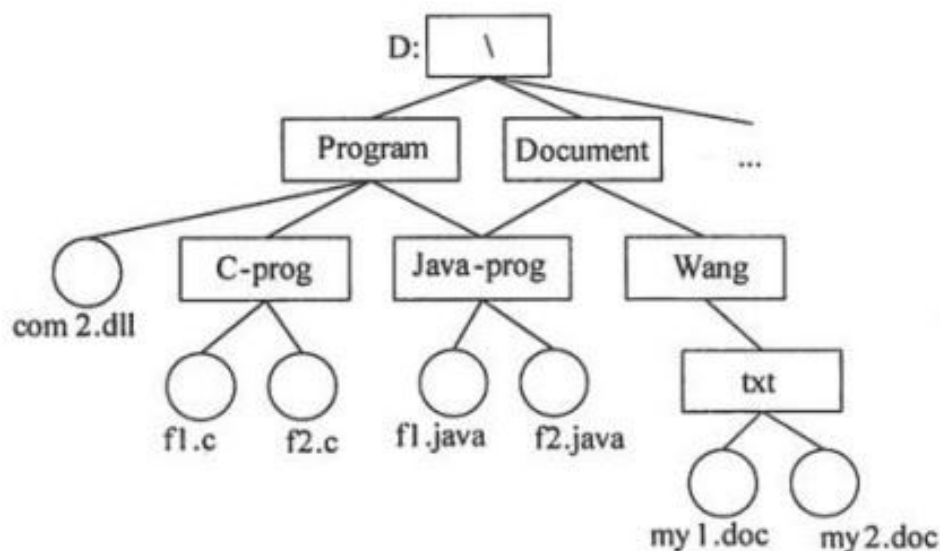 D: \
Program Document ...
C-prog Java-prog Wang
com 2.dll
txt
f1.c f2.c f1.java f2.java
my 1.doc my 2.doc